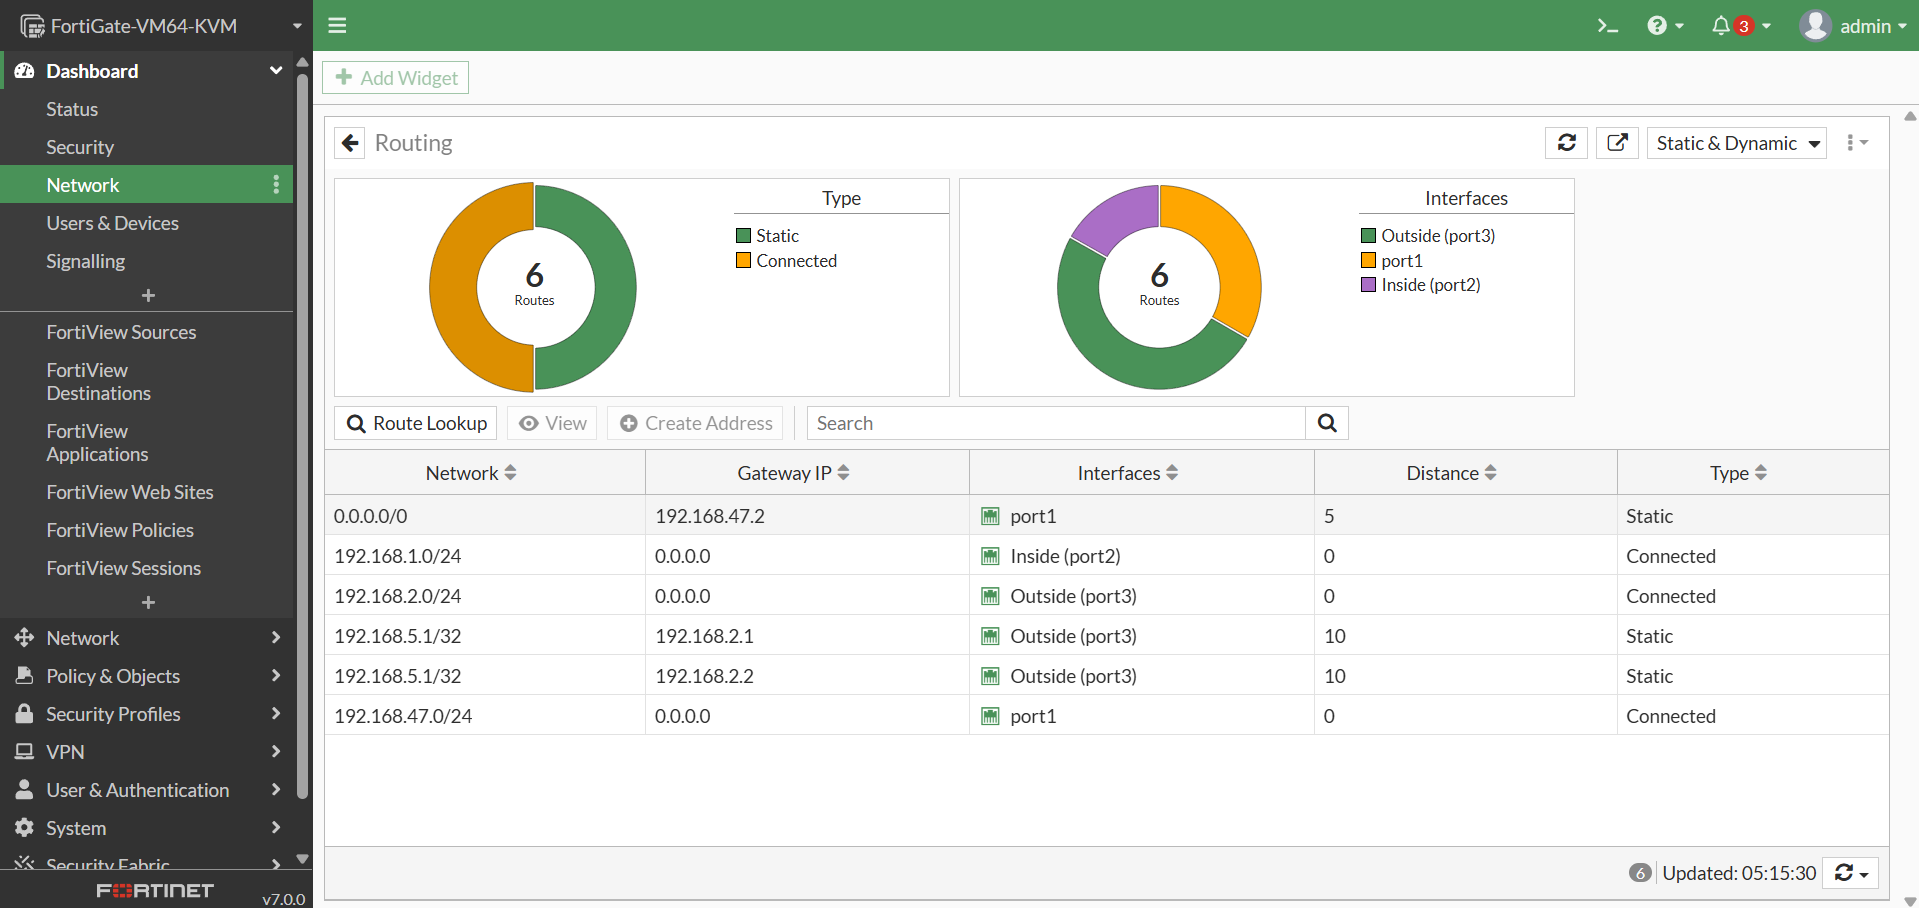 FortiGate-VM64-KVM
3
admin
Dashboard
Status
Security
Network
Users & Devices
Signalling
FortiView Sources
FortiView
Destinations
FortiView
Applications
FortiView Web Sites
FortiView Policies
FortiView Sessions
Network
Policy & Objects
Security Profiles
VPN
User & Authentication
System
Security Fabric
FORTINET
v7.0.0
Add Widget
Routing
Static & Dynamic
6
Routes
Type
Static
Connected
6
Routes
Interfaces
Outside (port3)
port1
Inside (port2)
Route Lookup
View
Create Address
Search
Network Gateway IP Interfaces Distance Type
0.0.0.0/0 192.168.47.2 port1 5 Static
192.168.1.0/24 0.0.0.0 Inside (port2) 0 Connected
192.168.2.0/24 0.0.0.0 Outside (port3) 0 Connected
192.168.5.1/32 192.168.2.1 Outside (port3) 10 Static
192.168.5.1/32 192.168.2.2 Outside (port3) 10 Static
192.168.47.0/24 0.0.0.0 port1 0 Connected
6 Updated: 05:15:30